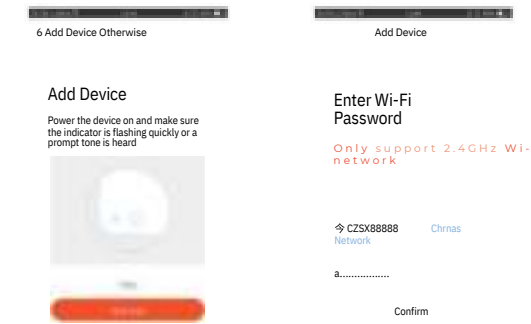 6 Add Device Otherwise
Add Device
Power the device on and make sure
the indicator is flashing quickly or a
prompt tone is heard
Add Device
Enter Wi-Fi
Password
Only support 2.4GHz Wi-
network
令 CZSX88888 Chrnas
Network
a................
Confirm